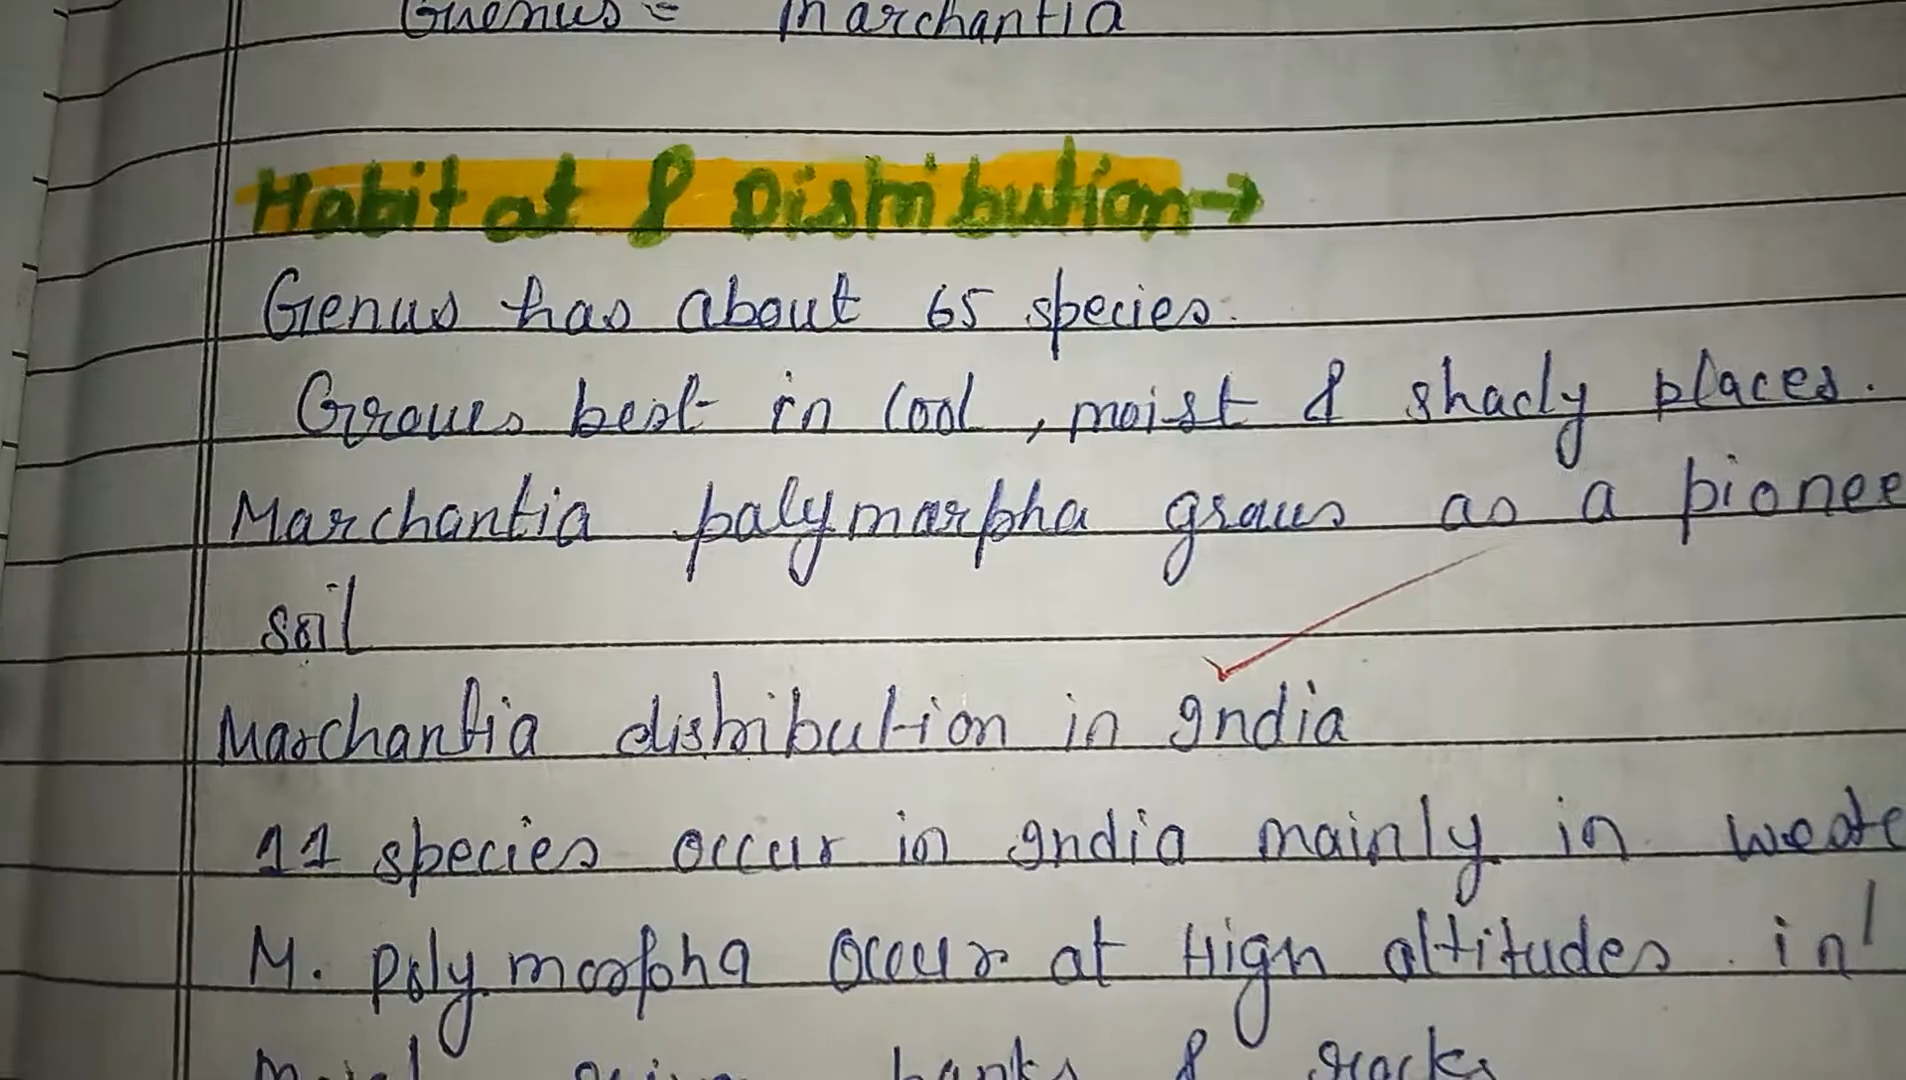 Genus = Marchantia
Habitat & Distribution →
Genus has about 65 species.
Grows best in cool, moist & shady places.
Marchantia polymorpha grows as a pionee
soil
Marchantia distribution in India
11 species occur in India mainly in weste
M. polymorpha occur at High altitudes in
banks & rocks